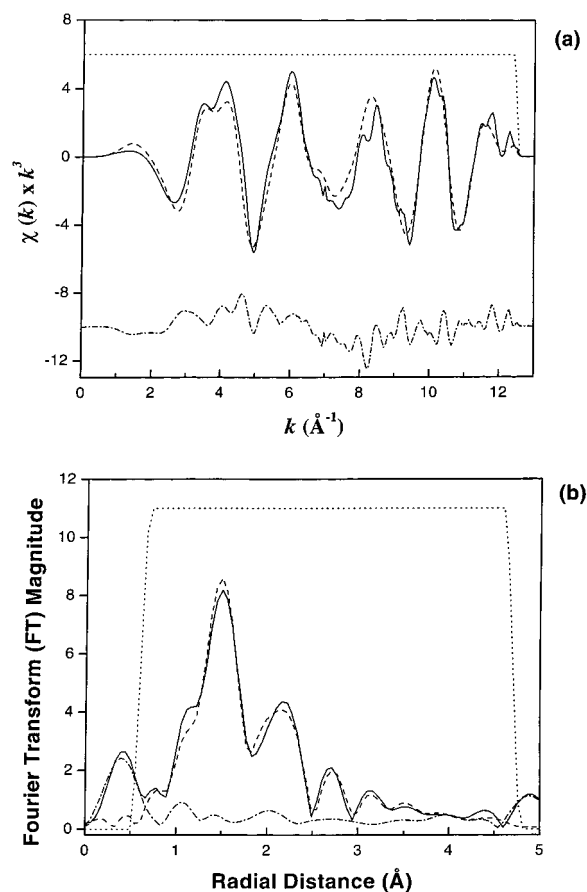 (a)
8
4
0
-4
-8
-12
χ (k) x k³
0 2 4 6 8 10 12
k (Å⁻¹)
(b)
12
10
8
6
4
2
0
Fourier Transform (FT) Magnitude
0 1 2 3 4 5
Radial Distance (Å)